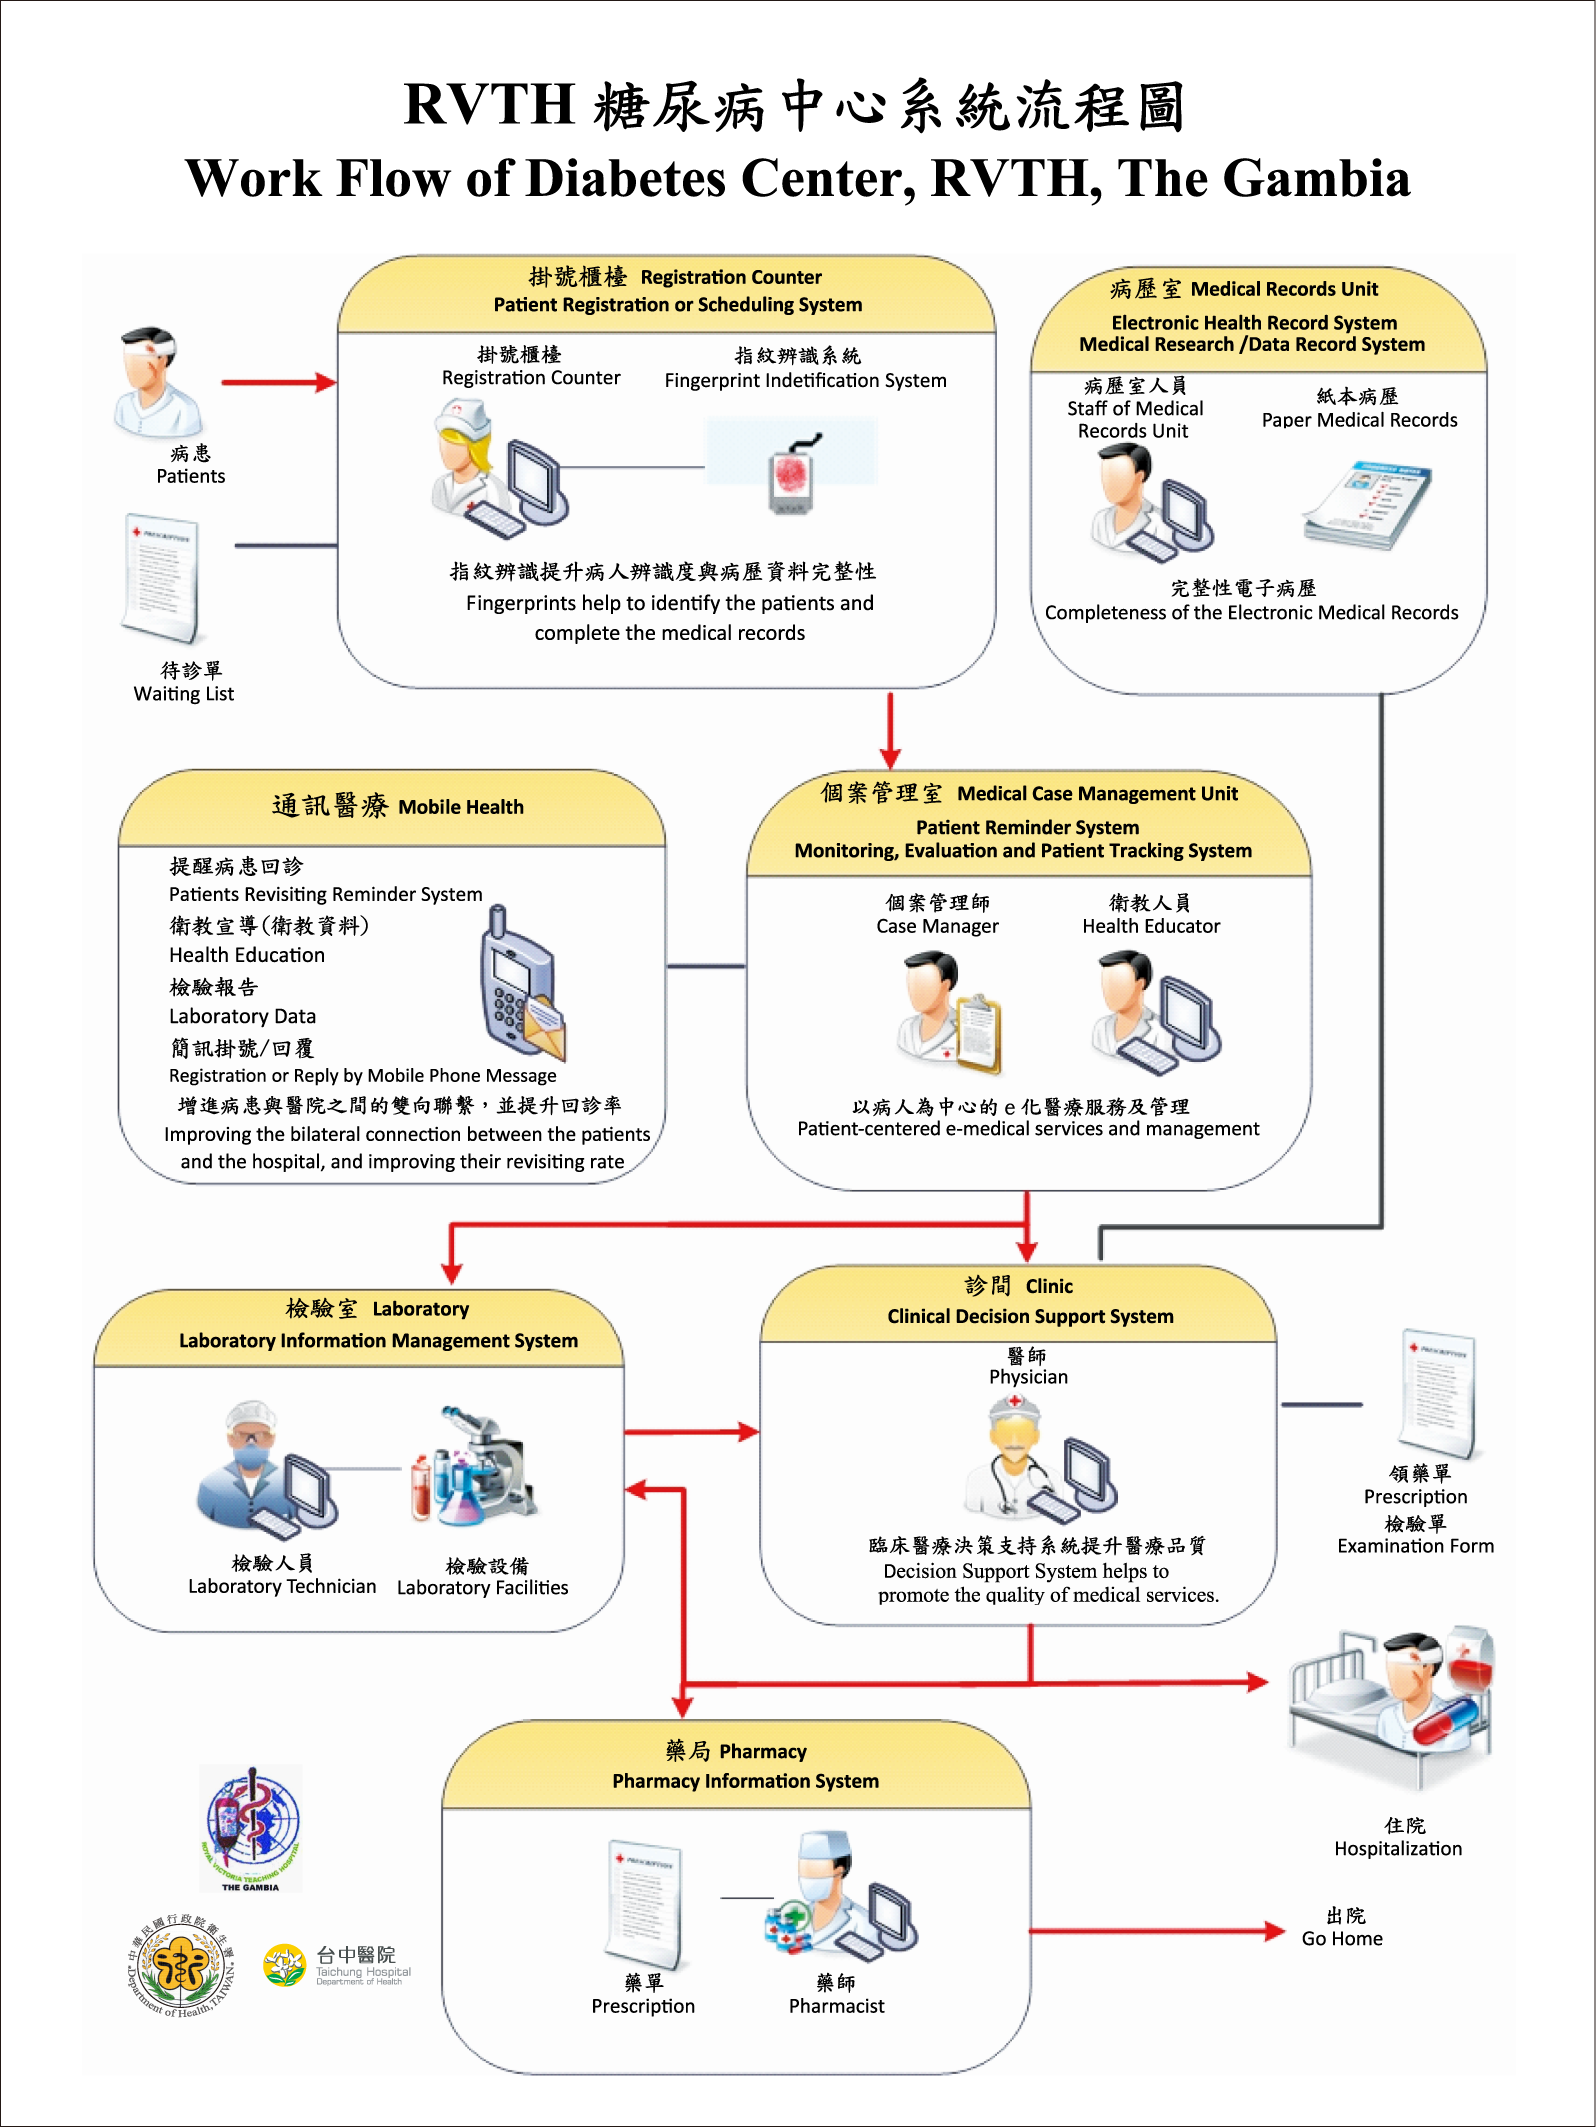 RVTH 糖尿病中心系統流程圖
Work Flow of Diabetes Center, RVTH, The Gambia
掛號櫃檯 Registration Counter
Patient Registration or Scheduling System
掛號櫃檯
Registration Counter
指紋辨識系統
Fingerprint Indetification System
指紋辨識提升病人辨識度與病歷資料完整性
Fingerprints help to identify the patients and
complete the medical records
病患
Patients
PRESCRIPTION
待診單
Waiting List
病歷室 Medical Records Unit
Electronic Health Record System
Medical Research /Data Record System
病歷室人員
Staff of Medical
Records Unit
紙本病歷
Paper Medical Records
完整性電子病歷
Completeness of the Electronic Medical Records
通訊醫療 Mobile Health
提醒病患回診
Patients Revisiting Reminder System
衛教宣導(衛教資料)
Health Education
檢驗報告
Laboratory Data
簡訊掛號/回覆
Registration or Reply by Mobile Phone Message
增進病患與醫院之間的雙向聯繫，並提升回診率
Improving the bilateral connection between the patients
and the hospital, and improving their revisiting rate
個案管理室 Medical Case Management Unit
Patient Reminder System
Monitoring, Evaluation and Patient Tracking System
個案管理師
Case Manager
衛教人員
Health Educator
以病人為中心的 e 化醫療服務及管理
Patient-centered e-medical services and management
檢驗室 Laboratory
Laboratory Information Management System
檢驗人員
Laboratory Technician
檢驗設備
Laboratory Facilities
診間 Clinic
Clinical Decision Support System
醫師
Physician
臨床醫療決策支持系統提升醫療品質
Decision Support System helps to
promote the quality of medical services.
PRESCRIPTION
領藥單
Prescription
檢驗單
Examination Form
住院
Hospitalization
藥局 Pharmacy
Pharmacy Information System
PRESCRIPTION
藥單
Prescription
藥師
Pharmacist
出院
Go Home
ROYAL VICTORIA TEACHING HOSPITAL
THE GAMBIA
中華民國行政院衛生署
Department of Health, TAIWAN
台中醫院
Taichung Hospital
Department of Health